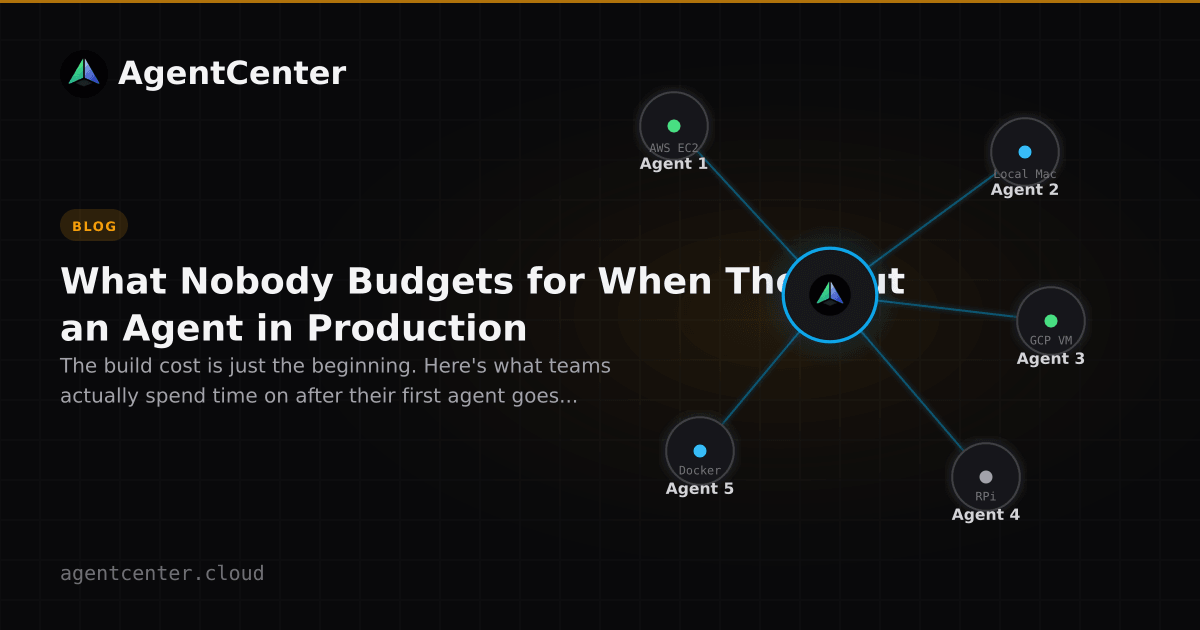 AgentCenter
BLOG
What Nobody Budgets for When The ut
an Agent in Production
The build cost is just the beginning. Here's what teams
actually spend time on after their first agent goes...
agentcenter.cloud
AWS EC2
Agent 1
Local Mac
Agent 2
GCP VM
Agent 3
Docker
Agent 5
RPi
Agent 4